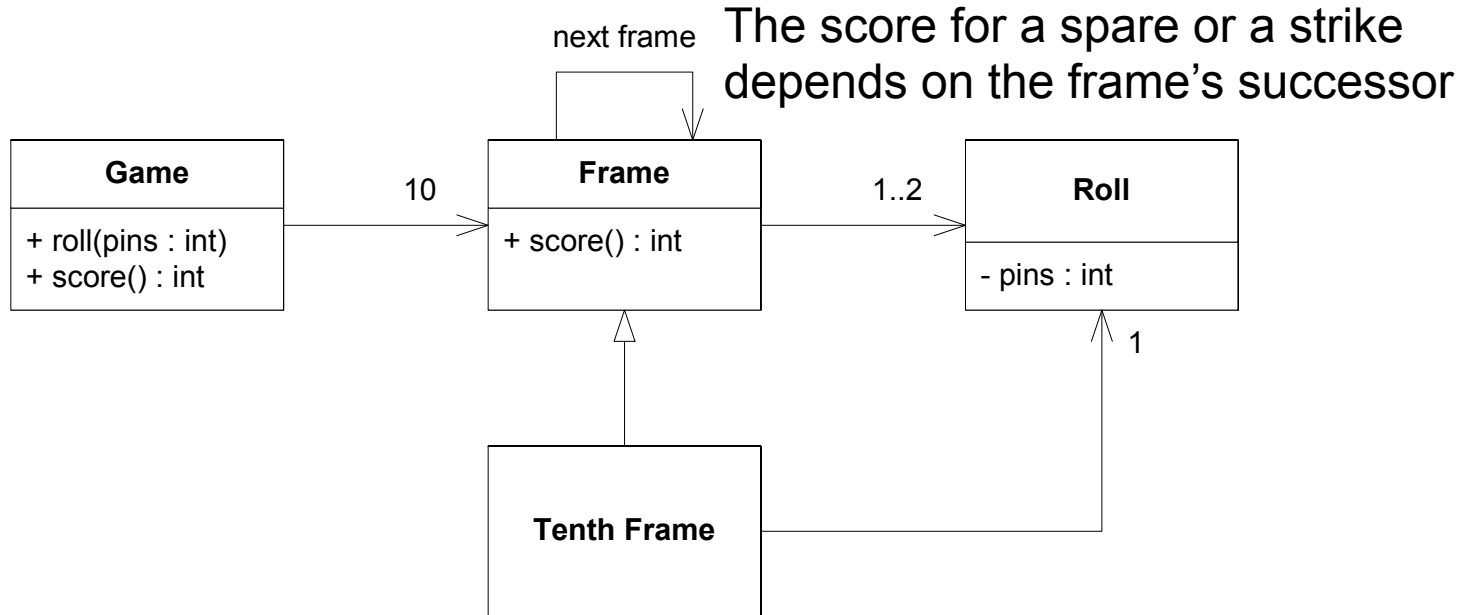 next frame
The score for a spare or a strike
depends on the frame’s successor
Game
+ roll(pins : int)
+ score() : int
10
Frame
+ score() : int
1..2
Roll
- pins : int
1
Tenth Frame